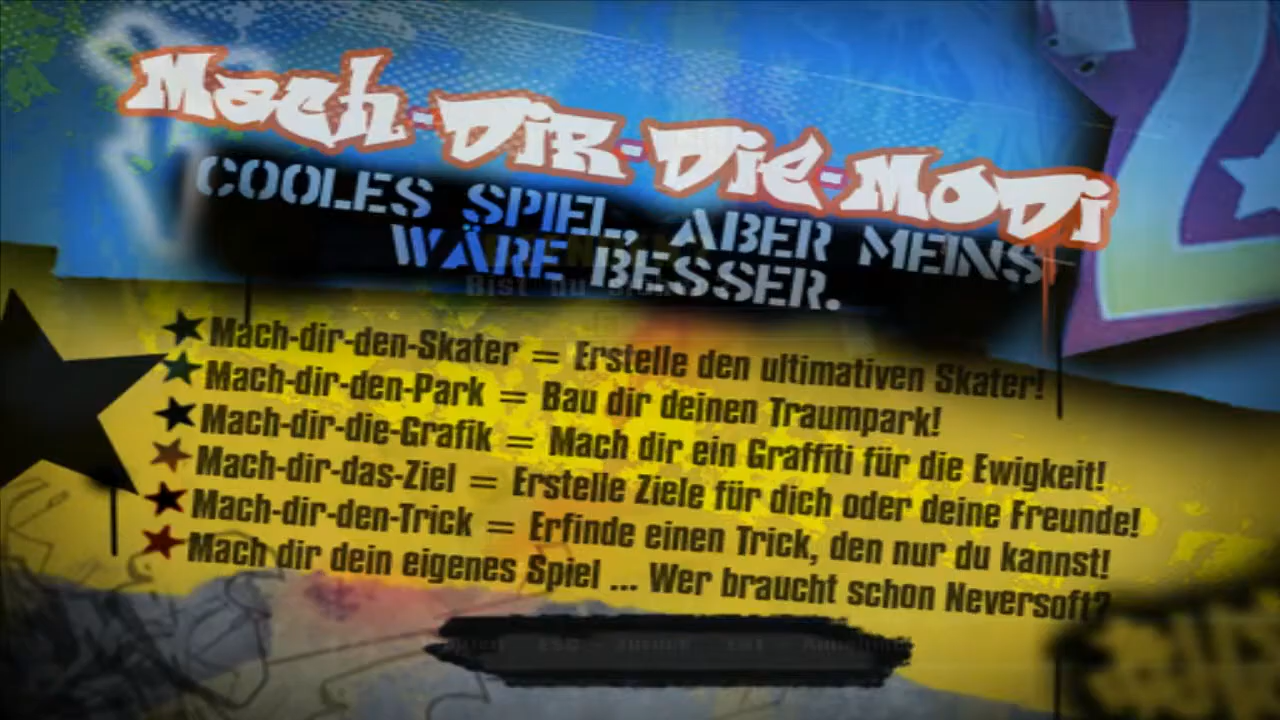 Mach-Dir-Die-Modi
COOLES SPIEL, ABER MEINS
WÄRE BESSER.
Bist du
Mach-dir-den-Skater = Erstelle den ultimativen Skater!
Mach-dir-den-Park = Bau dir deinen Traumpark!
Mach-dir-die-Grafik = Mach dir ein Graffiti für die Ewigkeit!
Mach-dir-das-Ziel = Erstelle Ziele für dich oder deine Freunde!
Mach-dir-den-Trick = Erfinde einen Trick, den nur du kannst!
Mach dir dein eigenes Spiel ... Wer braucht schon Neversoft?